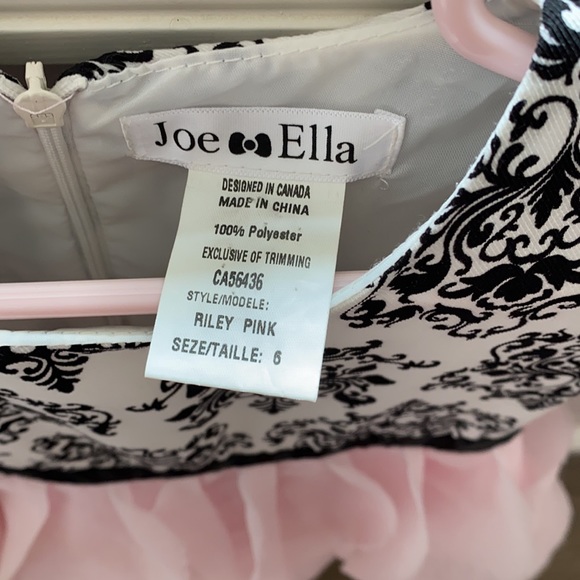 Joe Ella
DESIGNED IN CANADA
MADE IN CHINA
100% Polyester
EXCLUSIVE OF TRIMMING
CA56436
STYLE/MODELE:
RILEY PINK
SEZE/TAILLE: 6